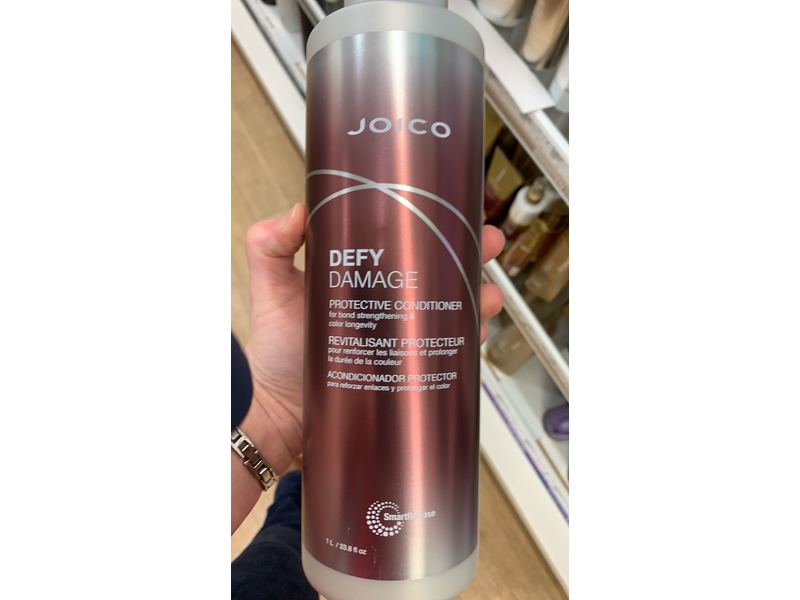 JOICO
DEFY
DAMAGE
PROTECTIVE CONDITIONER
for bond strengthening &
color longevity
REVITALISANT PROTECTEUR
pour renforcer les liaisons et prolonger
la durée de la couleur
ACONDICIONADOR PROTECTOR
para reforzar enlaces y prolongar el color
SmartRelease
1 L / 33.8 fl oz